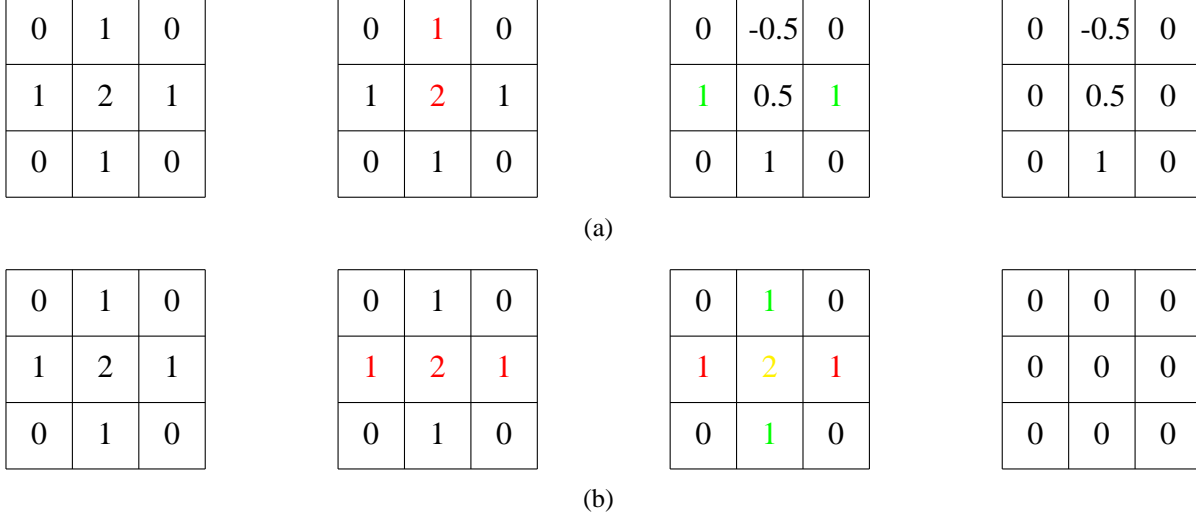 0 1 0 0 1 0 0 -0.5 0 0 -0.5 0
1 2 1 1 2 1 1 0.5 1 0 0.5 0
0 1 0 0 1 0 0 1 0 0 1 0
(a)
0 1 0 0 1 0 0 1 0 0 0 0
1 2 1 1 2 1 1 2 1 0 0 0
0 1 0 0 1 0 0 1 0 0 0 0
(b)